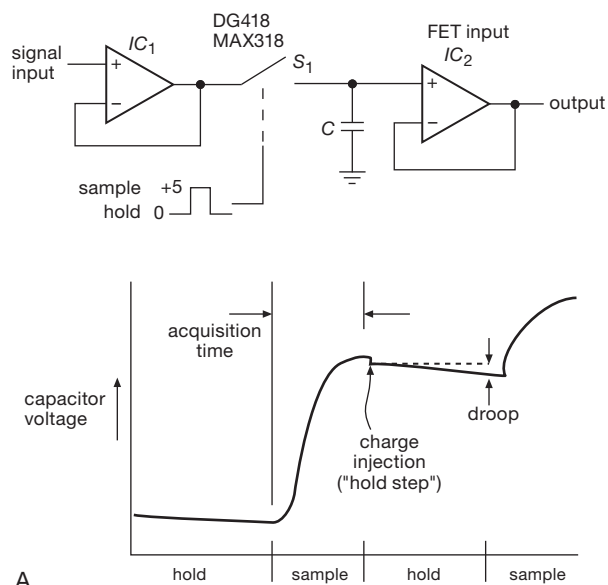 DG418
MAX318
signal
input
IC1
S1
FET input
IC2
+
−
+
−
output
C
sample +5
hold 0
acquisition
time
capacitor
voltage
droop
charge
injection
("hold step")
hold
sample
hold
sample
A